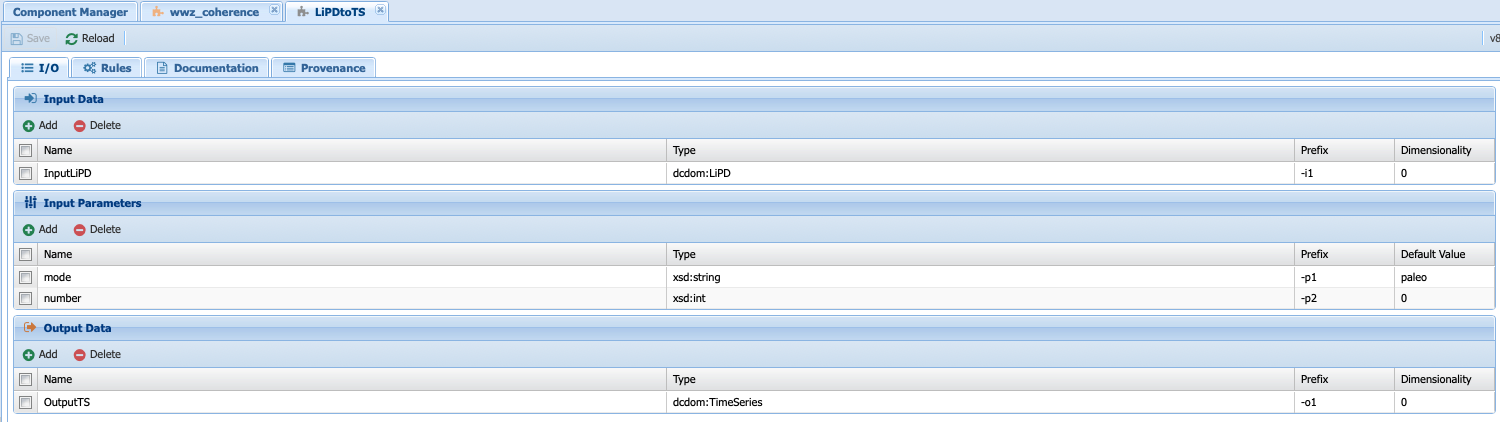 Component Manager wwz_coherence LiPDtoTS
Save Reload v8
I/O Rules Documentation Provenance
Input Data
Add Delete
Name Type Prefix Dimensionality
InputLiPD dcdom:LiPD -i1 0
Input Parameters
Add Delete
Name Type Prefix Default Value
mode xsd:string -p1 paleo
number xsd:int -p2 0
Output Data
Add Delete
Name Type Prefix Dimensionality
OutputTS dcdom:TimeSeries -o1 0